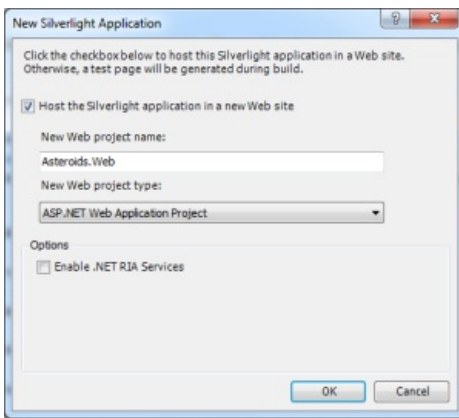 New Silverlight Application
Click the checkbox below to host this Silverlight application in a Web site.
Otherwise, a test page will be generated during build.
Host the Silverlight application in a new Web site
New Web project name:
Asteroids.Web
New Web project type:
ASP.NET Web Application Project
Options
Enable .NET RIA Services
OK Cancel